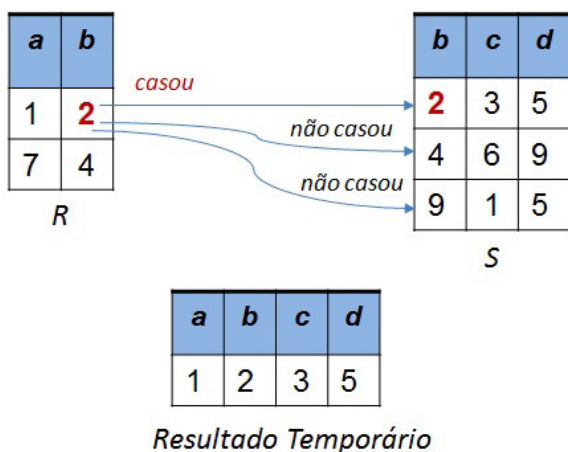 a b
1 2
7 4
R
casou
não casou
não casou
b c d
2 3 5
4 6 9
9 1 5
S
a b c d
1 2 3 5
Resultado Temporário